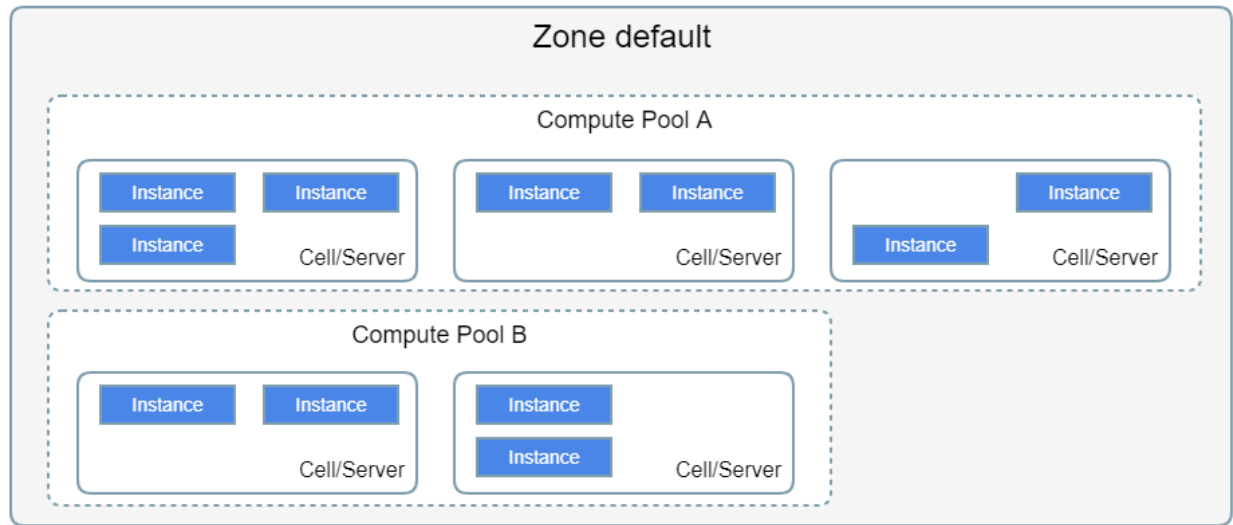 Zone default
Compute Pool A
Instance Instance Instance Instance Instance
Instance Instance
Cell/Server Cell/Server Cell/Server
Compute Pool B
Instance Instance Instance
Instance
Cell/Server Cell/Server